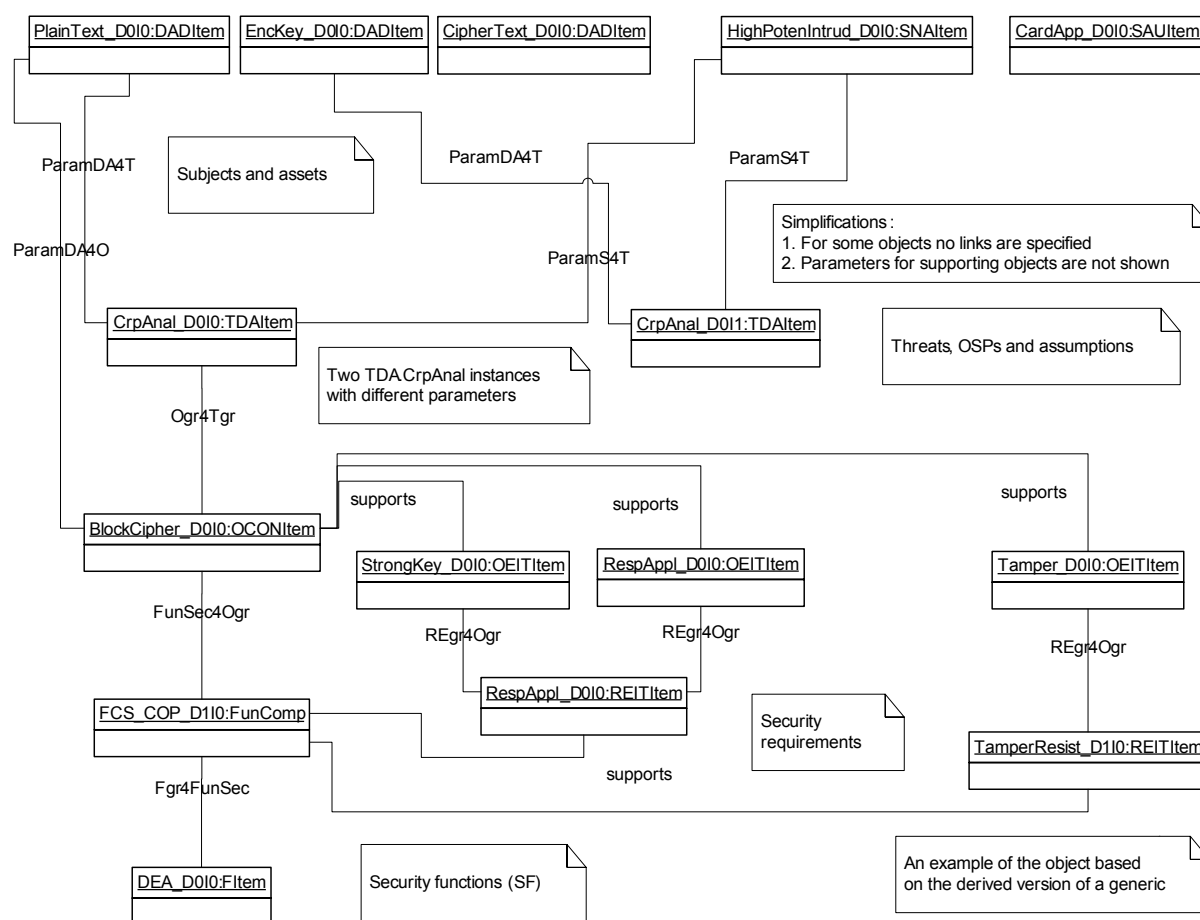 PlainText_D0I0:DADItem
EncKey_D0I0:DADItem
CipherText_D0I0:DADItem
HighPotenIntrud_D0I0:SNAItem
CardApp_D0I0:SAUItem
ParamDA4T
Subjects and assets
ParamDA4T
ParamS4T
ParamDA4O
ParamS4T
Simplifications:
1. For some objects no links are specified
2. Parameters for supporting objects are not shown
CrpAnal_D0I0:TDAItem
CrpAnal_D0I1:TDAItem
Threats, OSPs and assumptions
Two TDA.CrpAnal instances
with different parameters
Ogr4Tgr
supports
supports
supports
BlockCipher_D0I0:OCONItem
StrongKey_D0I0:OEITItem
RespAppl_D0I0:OEITItem
Tamper_D0I0:OEITItem
FunSec4Ogr
REgr4Ogr
REgr4Ogr
REgr4Ogr
RespAppl_D0I0:REITItem
FCS_COP_D1I0:FunComp
Security
requirements
TamperResist_D1I0:REITItem
supports
Fgr4FunSec
DEA_D0I0:FItem
Security functions (SF)
An example of the object based
on the derived version of a generic